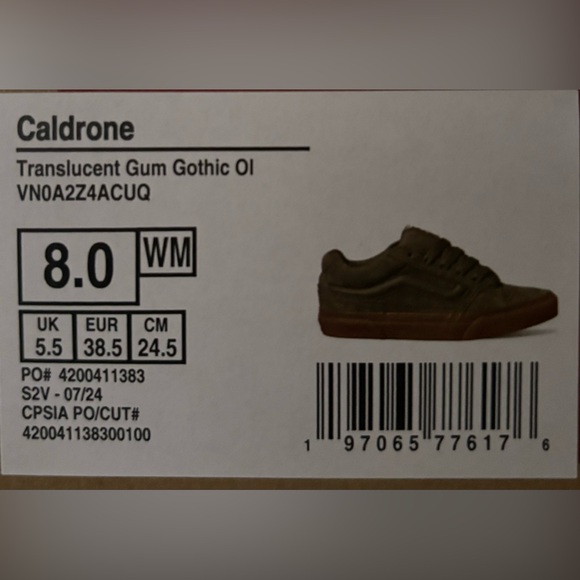 Caldrone
Translucent Gum Gothic Ol
VN0A2Z4ACUQ
8.0 WM
UK EUR CM
5.5 38.5 24.5
PO# 4200411383
S2V - 07/24
CPSIA PO/CUT#
420041138300100
1 97065 77617 6